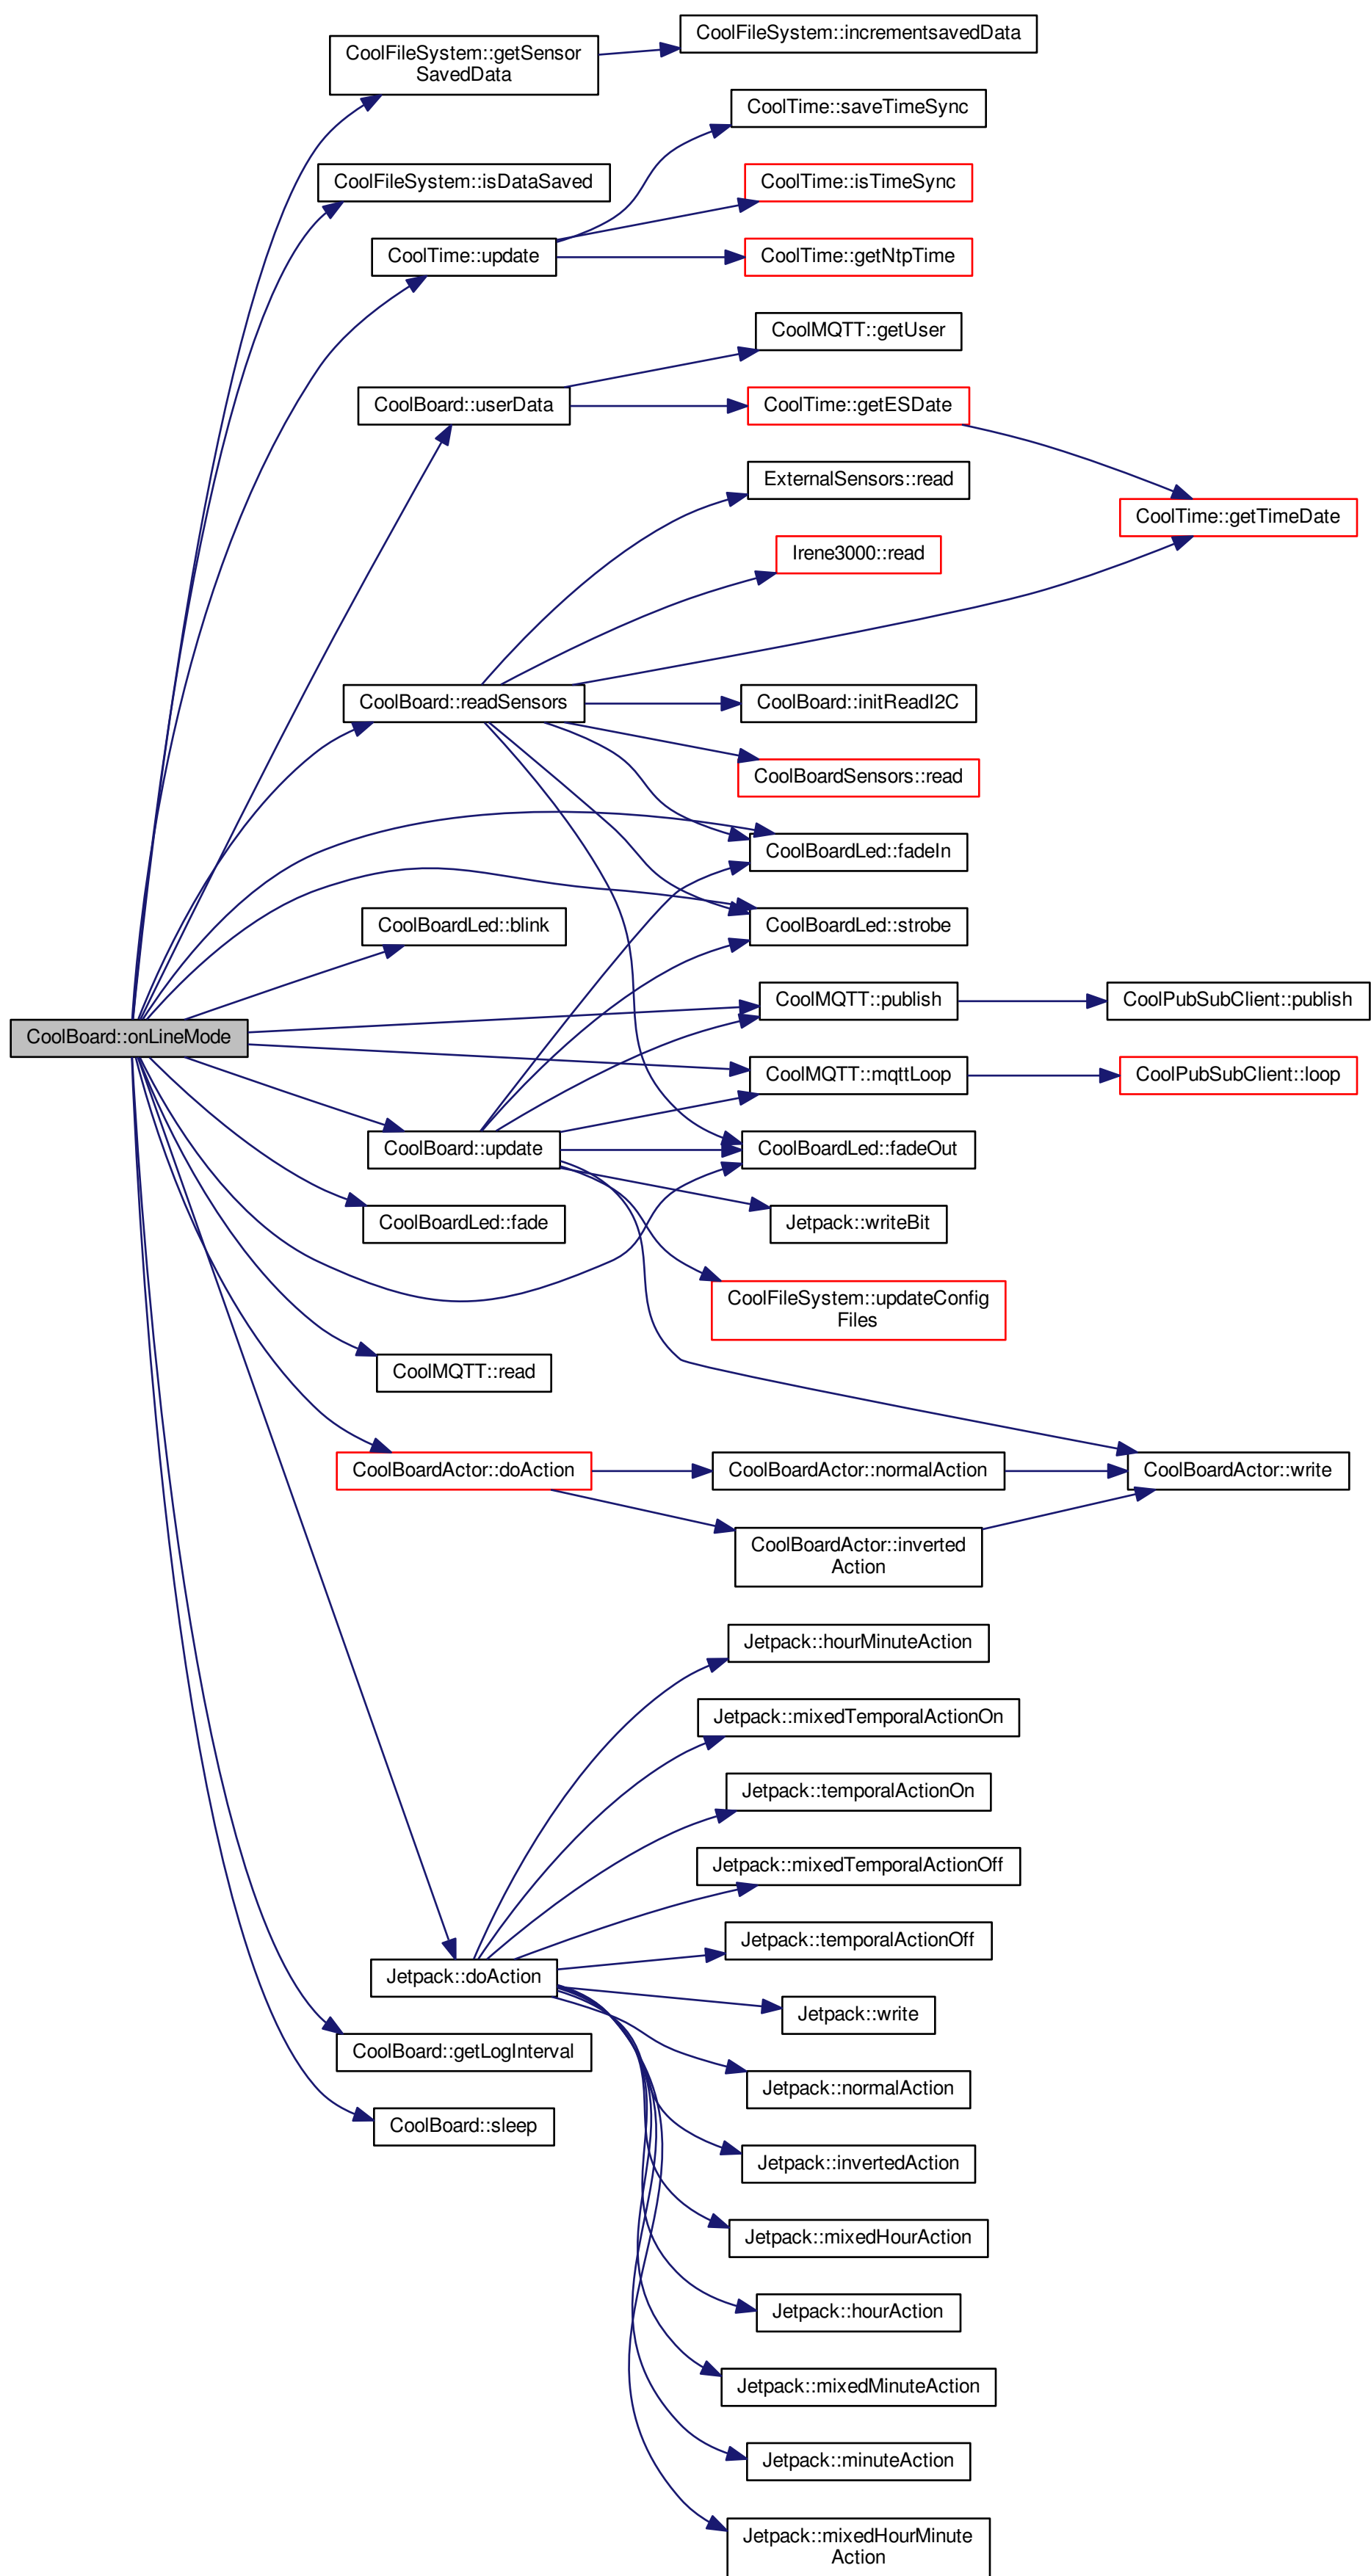 CoolFileSystem::incrementsavedData
CoolFileSystem::getSensor
SavedData
CoolTime::saveTimeSync
CoolFileSystem::isDataSaved
CoolTime::isTimeSync
CoolTime::update
CoolTime::getNtpTime
CoolMQTT::getUser
CoolBoard::userData
CoolTime::getESDate
ExternalSensors::read
CoolTime::getTimeDate
Irene3000::read
CoolBoard::readSensors
CoolBoard::initReadI2C
CoolBoardSensors::read
CoolBoardLed::fadeIn
CoolBoardLed::blink
CoolBoardLed::strobe
CoolMQTT::publish
CoolPubSubClient::publish
CoolBoard::onLineMode
CoolMQTT::mqttLoop
CoolPubSubClient::loop
CoolBoard::update
CoolBoardLed::fadeOut
CoolBoardLed::fade
Jetpack::writeBit
CoolFileSystem::updateConfig
Files
CoolMQTT::read
CoolBoardActor::doAction
CoolBoardActor::normalAction
CoolBoardActor::write
CoolBoardActor::inverted
Action
Jetpack::hourMinuteAction
Jetpack::mixedTemporalActionOn
Jetpack::temporalActionOn
Jetpack::mixedTemporalActionOff
Jetpack::temporalActionOff
Jetpack::doAction
Jetpack::write
CoolBoard::getLogInterval
Jetpack::normalAction
CoolBoard::sleep
Jetpack::invertedAction
Jetpack::mixedHourAction
Jetpack::hourAction
Jetpack::mixedMinuteAction
Jetpack::minuteAction
Jetpack::mixedHourMinute
Action